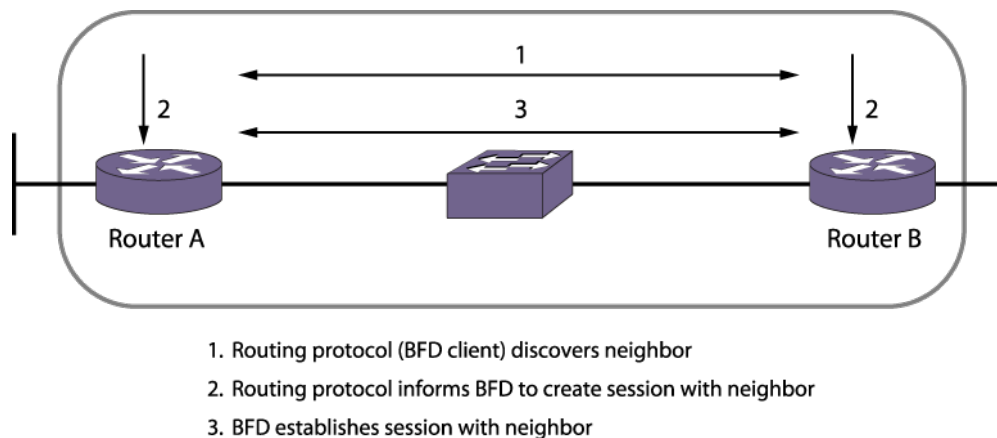 1
2
3
2
Router A
Router B
1. Routing protocol (BFD client) discovers neighbor
2. Routing protocol informs BFD to create session with neighbor
3. BFD establishes session with neighbor